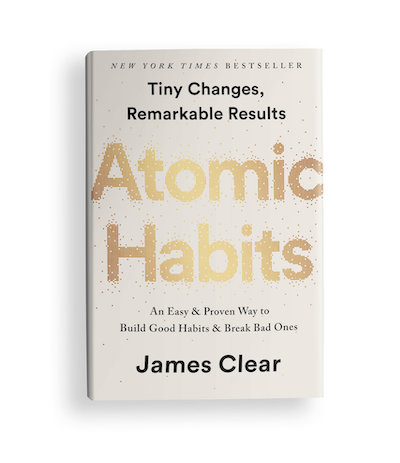 NEW YORK TIMES BESTSELLER
Tiny Changes,
Remarkable Results
Atomic
Habits
An Easy & Proven Way to
Build Good Habits & Break Bad Ones
James Clear